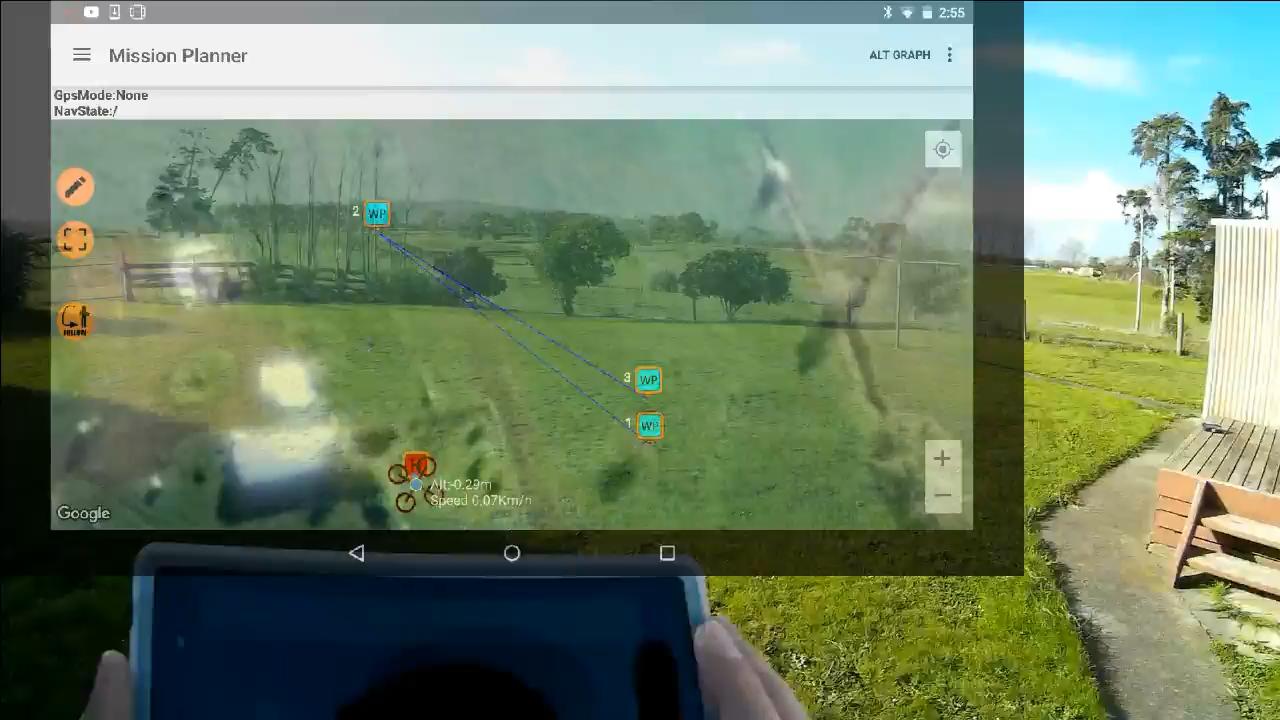 2:55
Mission Planner
ALT GRAPH
GpsMode:None
NavState:/
2 WP
3 WP
1 WP
FOLLOW
H
Alt:-0.29m
Speed 0.07Km/h
Google